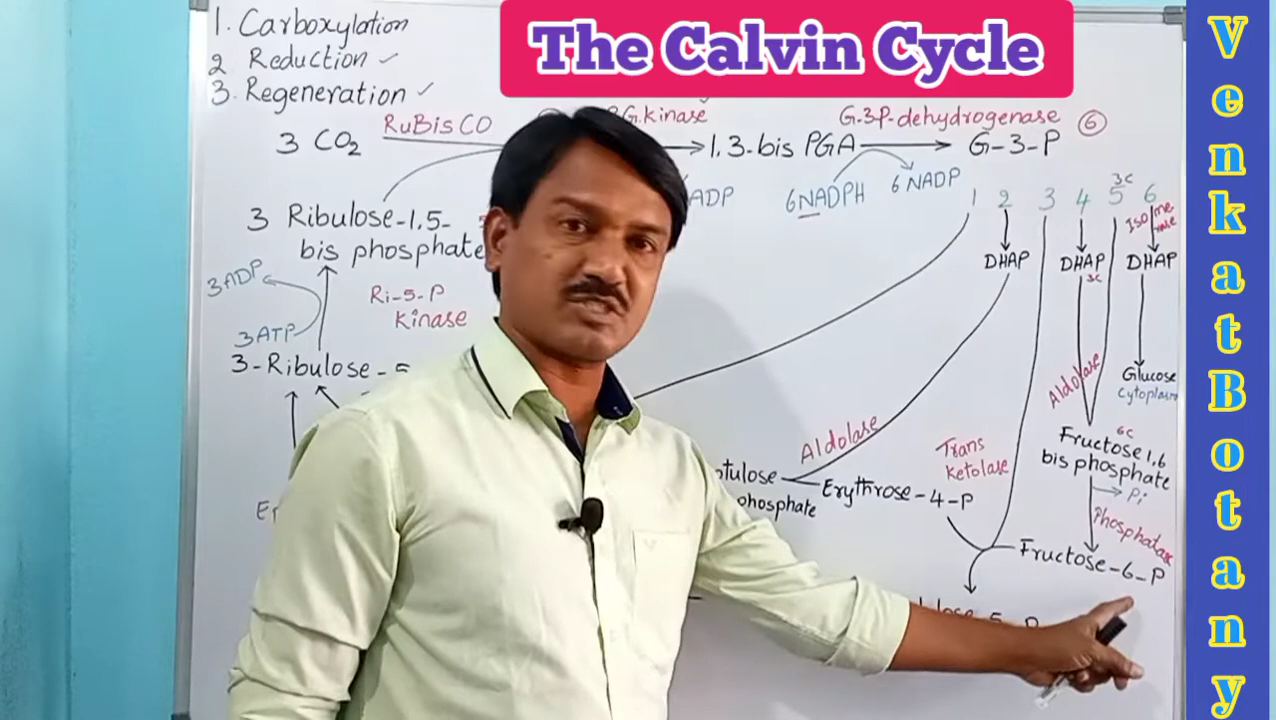 The Calvin Cycle
1. Carboxylation
2 Reduction ✓
3. Regeneration ✓
3 CO2
RuBisCO
kinase
1.3-bis PGA
G.3P-dehydrogenase
G-3-P
6
ADP
6NADPH
6 NADP
1 2 3 4 5 6
3C
Isomerase
3 Ribulose-1.5-
bis phosphate
DHAP
DHAP
DHAP
3C
3ADP
3ATP
Ri-5-P
Kinase
3-Ribulose-
Aldolase
Glucose
Cytoplasm
Aldolase
6C
Fructose 1,6
bis phosphate
Pi
Phosphatase
Trans
Ketolase
Erythrose-4-P
Fructose-6-P
VenkatBotany